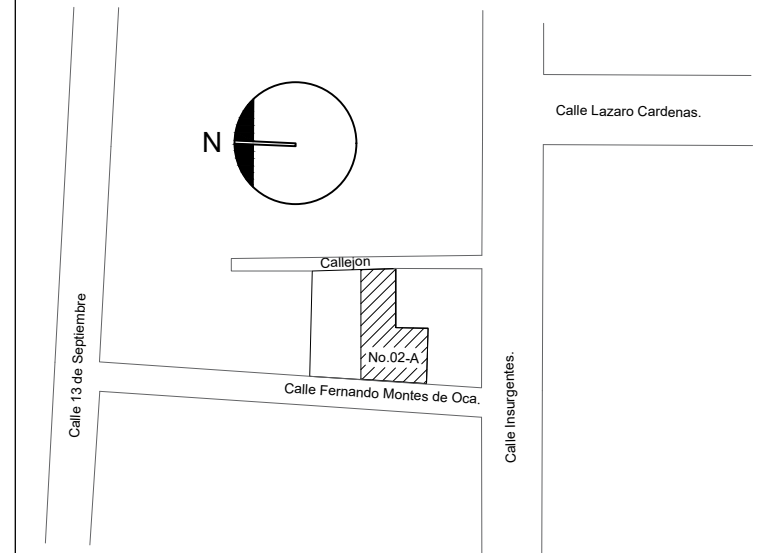 Calle Lazaro Cardenas.
N
Callejon
Calle 13 de Septiembre
No.02-A
Calle Fernando Montes de Oca.
Calle Insurgentes.